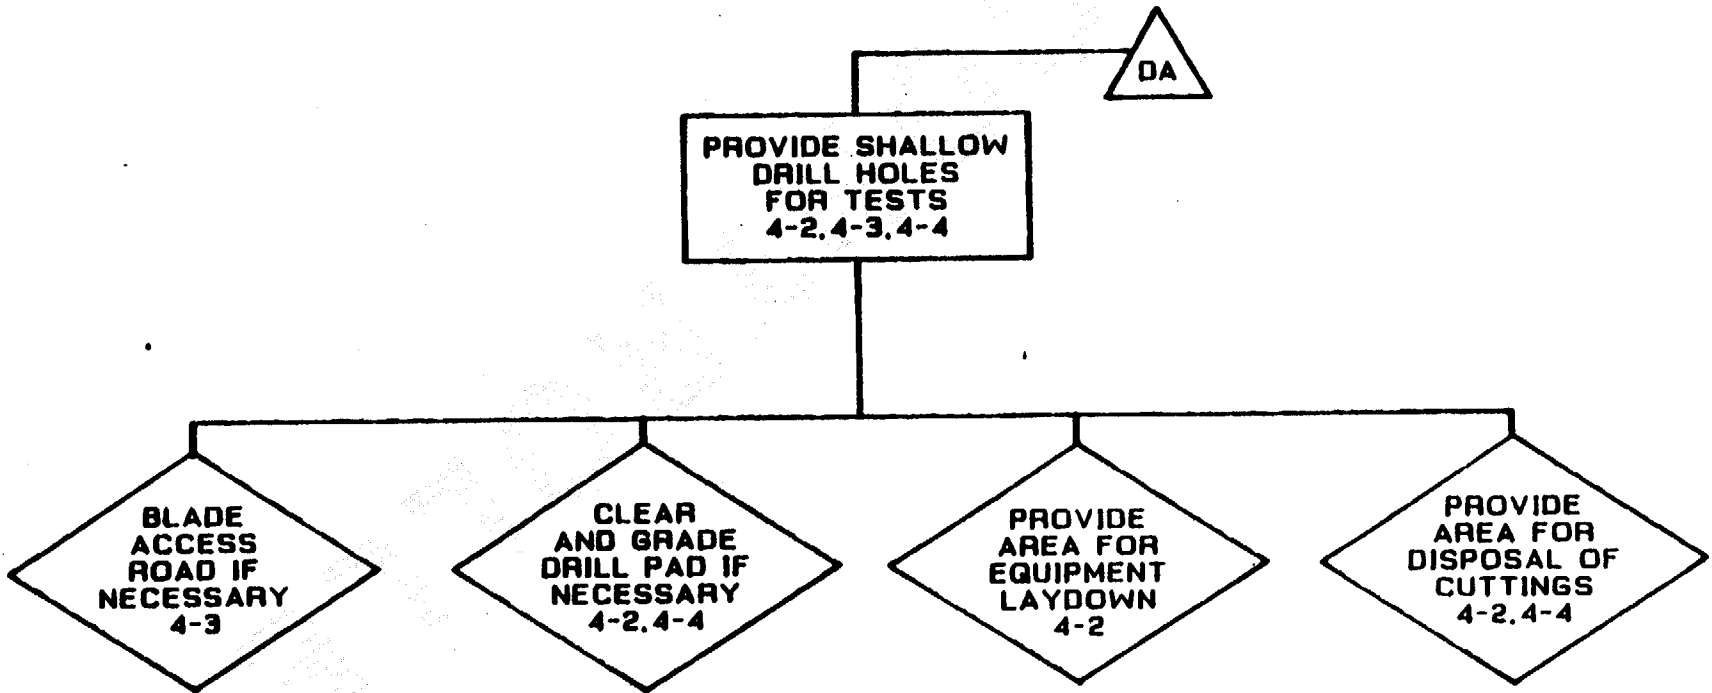 DA
PROVIDE SHALLOW
DRILL HOLES
FOR TESTS
4-2,4-3,4-4
BLADE
ACCESS
ROAD IF
NECESSARY
4-3
CLEAR
AND GRADE
DRILL PAD IF
NECESSARY
4-2,4-4
PROVIDE
AREA FOR
EQUIPMENT
LAYDOWN
4-2
PROVIDE
AREA FOR
DISPOSAL OF
CUTTINGS
4-2,4-4